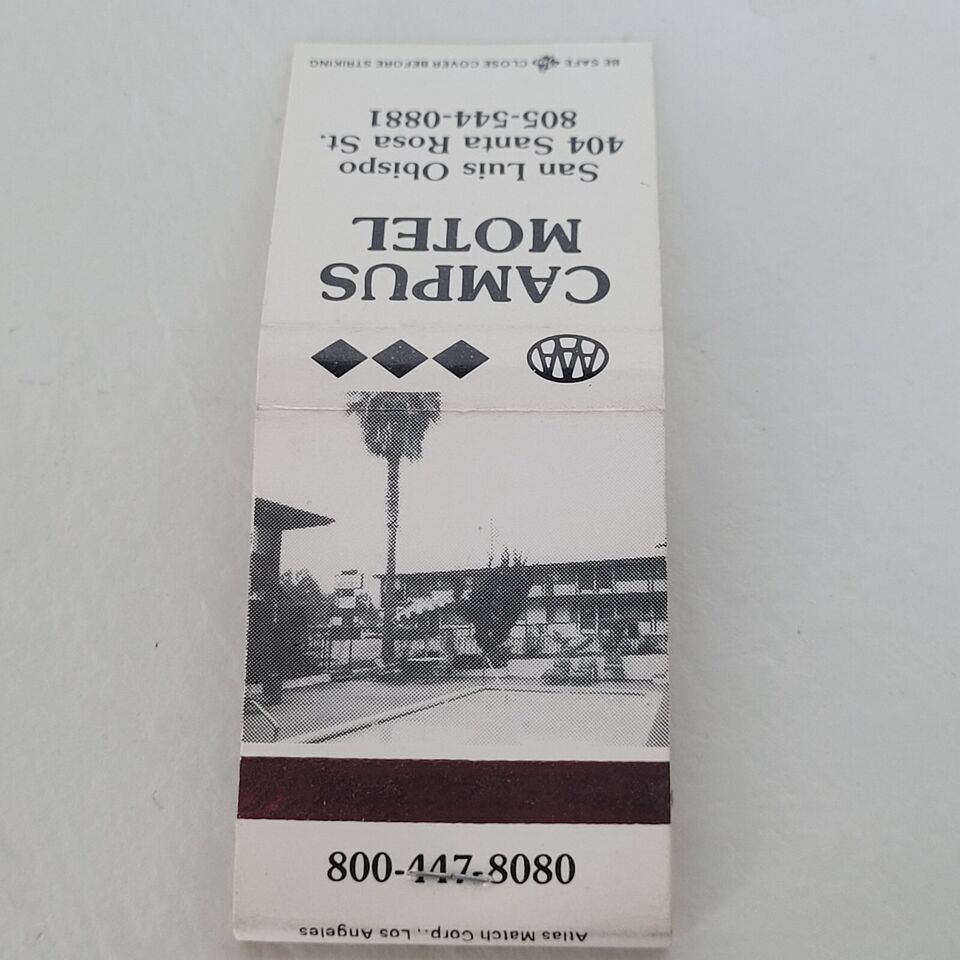 BE SAFE CLOSE COVER BEFORE STRIKING
CAMPUS
MOTEL
San Luis Obispo
404 Santa Rosa St.
805-544-0881
AAA
800-447-8080
Atlas Match Corp., Los Angeles